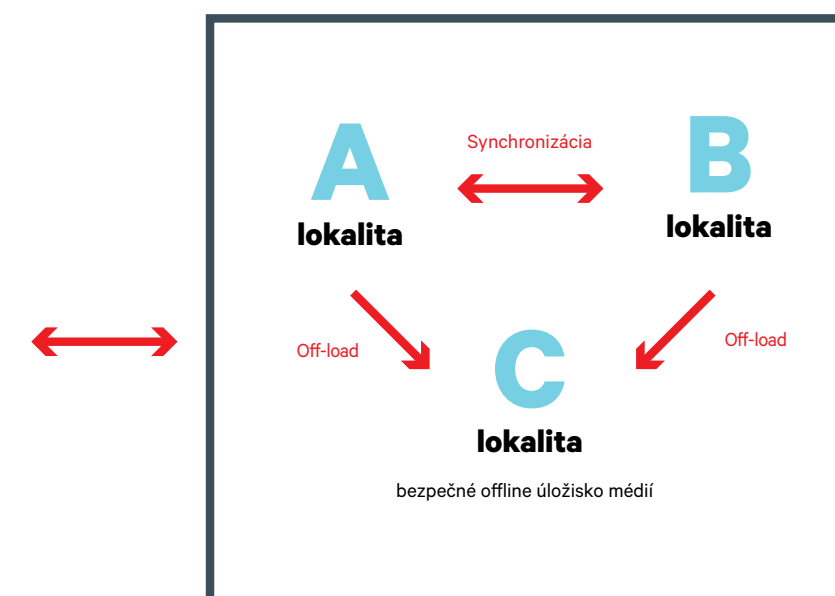 A
lokalita
Synchronizácia
B
lokalita
Off-load
C
lokalita
Off-load
bezpečné offline úložisko médií